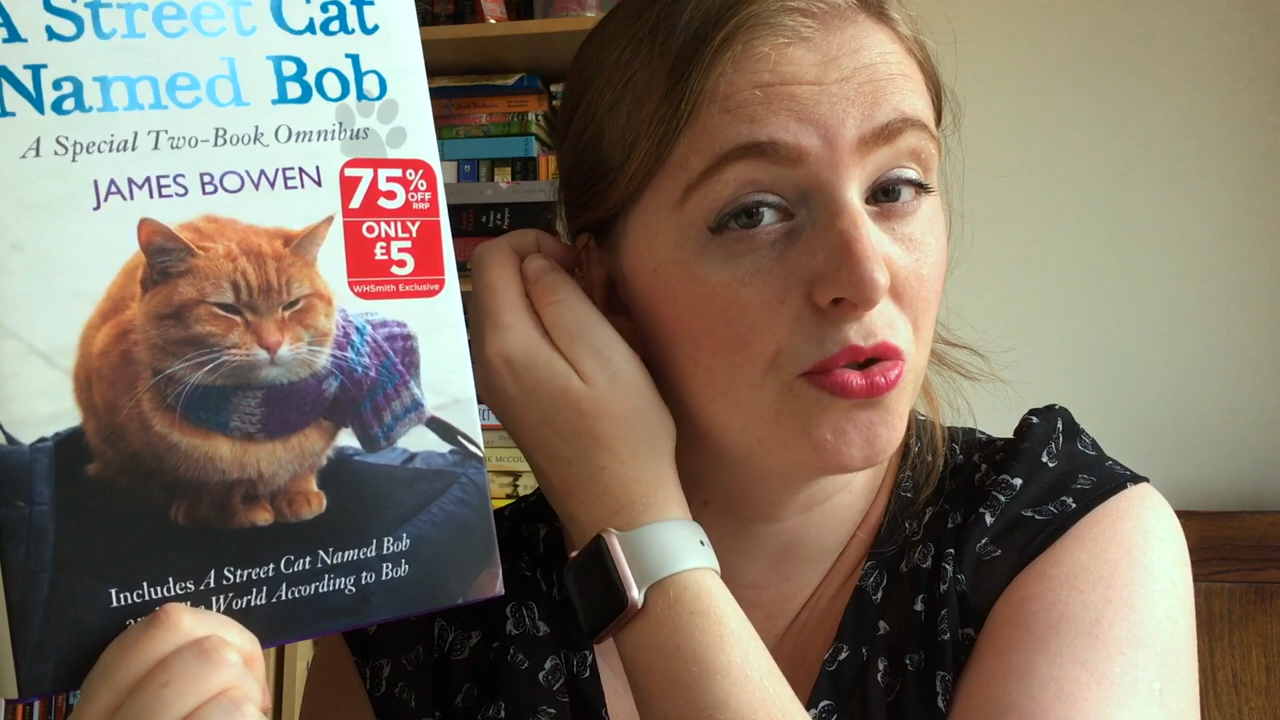 A Street Cat
Named Bob
A Special Two-Book Omnibus
JAMES BOWEN
75%
OFF
RRP
ONLY
£5
WHSmith Exclusive
Includes A Street Cat Named Bob
World According to Bob